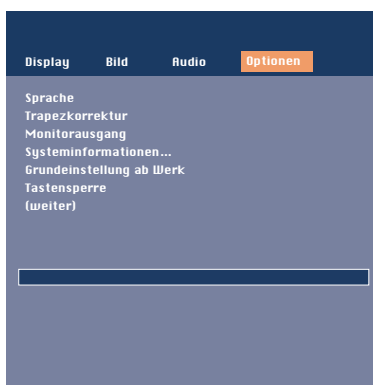 Display Bild Audio Optionen
Sprache
Trapezkorrektur
Monitorausgang
Systeminformationen...
Grundeinstellung ab Werk
Tastensperre
(weiter)